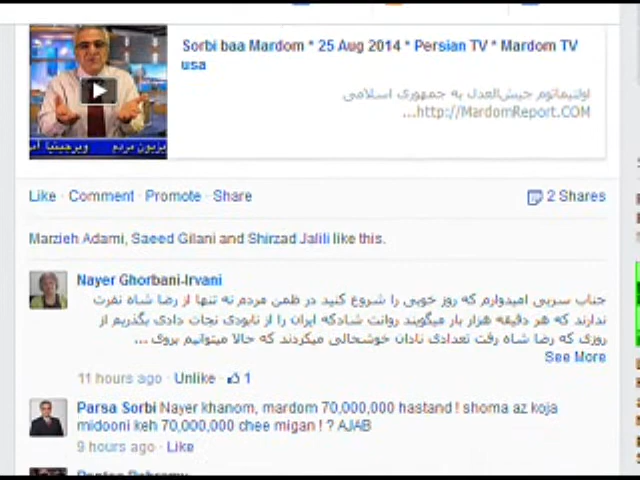 Sorbi baa Mardom * 25 Aug 2014 * Persian TV * Mardom TV
usa
اولتیماتوم جیش‌العدل به جمهوری اسلامی
http://MardomReport.COM...
یزیون مردم ویرجینیا
Like · Comment · Promote · Share
2 Shares
Marzieh Adami, Saeed Gilani and Shirzad Jalili like this.
Nayer Ghorbani-Irvani
جناب سربی امیدوارم که روز خوبی را شروع کنید در ظمن مردم نه تنها از رضا شاه نفرت
ندارند که هر دقیقه هزار بار میگویند روانت شادکه ایران را از نابودی نجات دادی بگذریم از
روزی که رضا شاه رفت تعدادی نادان خوشحالی میکردند که حالا میتوانیم بروی ...
See More
11 hours ago · Unlike · 1
Parsa Sorbi Nayer khanom, mardom 70,000,000 hastand ! shoma az koja
midooni keh 70,000,000 chee migan ! ? AJAB
9 hours ago · Like